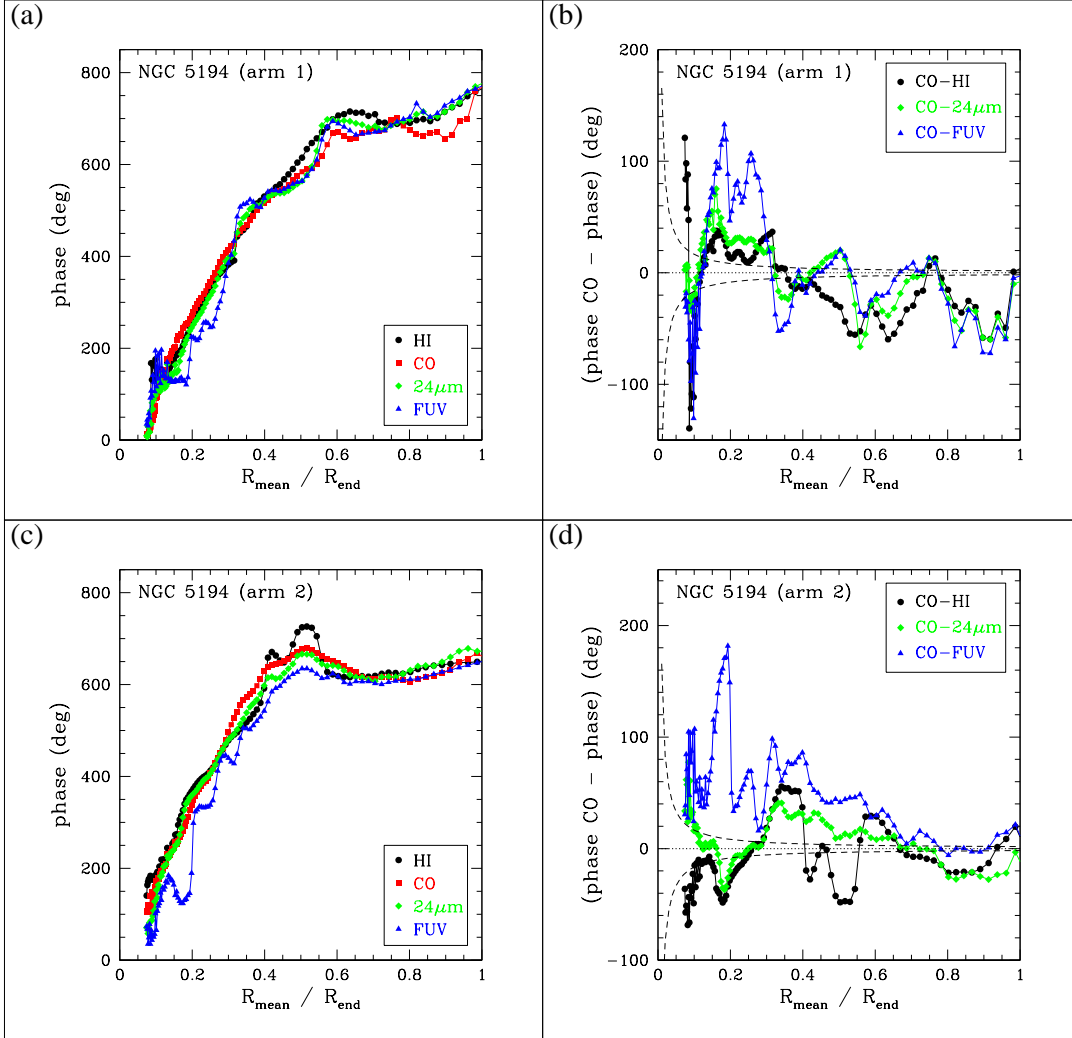 (a)
NGC 5194 (arm 1)
phase (deg)
800
600
400
200
0
HI
CO
24μm
FUV
0 0.2 0.4 0.6 0.8 1
R_mean / R_end
(b)
NGC 5194 (arm 1)
(phase CO − phase) (deg)
200
100
0
−100
CO−HI
CO−24μm
CO−FUV
0 0.2 0.4 0.6 0.8 1
R_mean / R_end
(c)
NGC 5194 (arm 2)
phase (deg)
800
600
400
200
0
HI
CO
24μm
FUV
0 0.2 0.4 0.6 0.8 1
R_mean / R_end
(d)
NGC 5194 (arm 2)
(phase CO − phase) (deg)
200
100
0
−100
CO−HI
CO−24μm
CO−FUV
0 0.2 0.4 0.6 0.8 1
R_mean / R_end